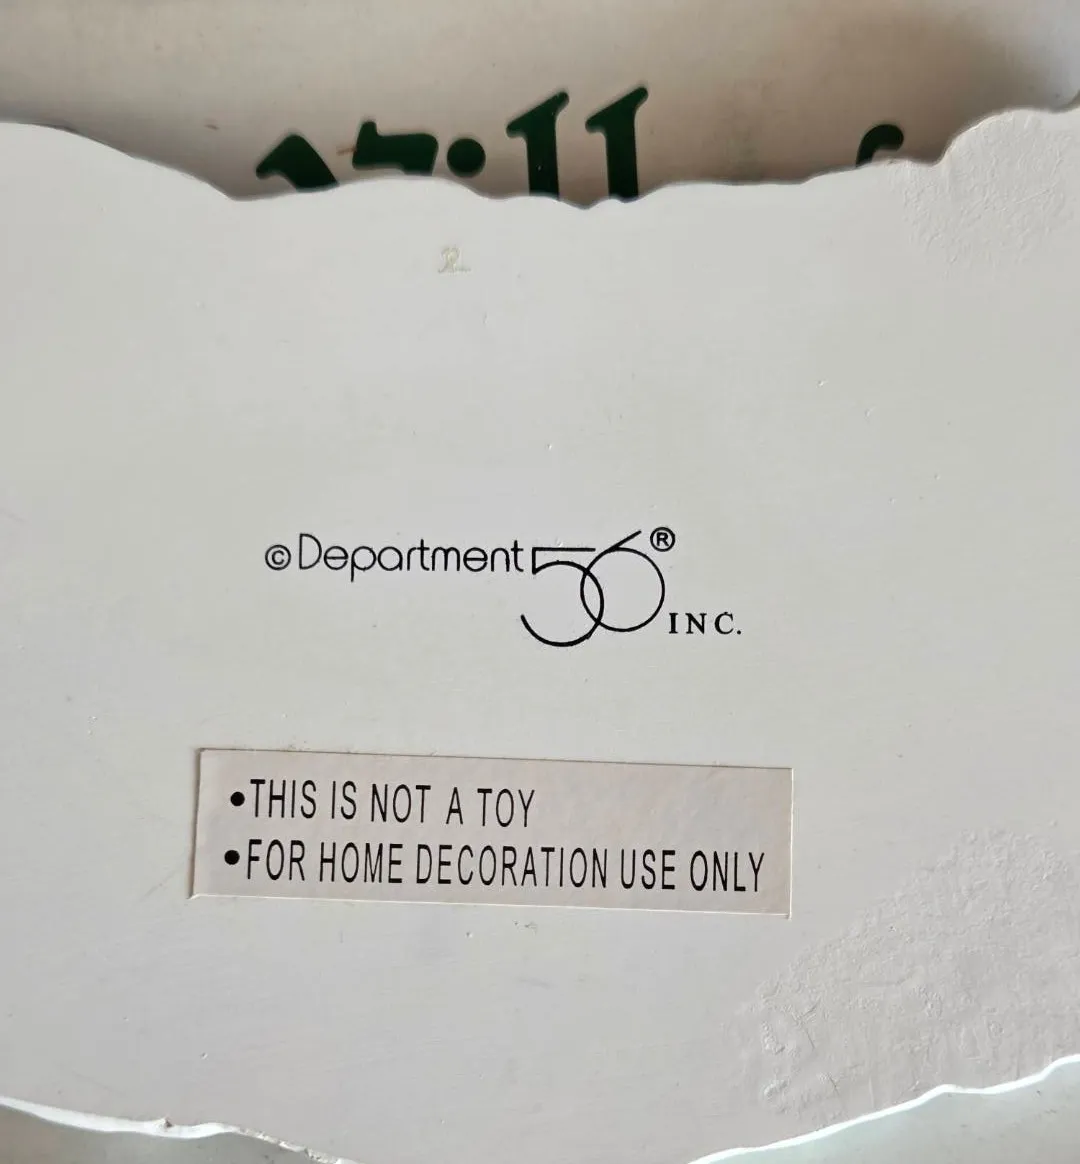 ©Department 56® INC.
•THIS IS NOT A TOY
•FOR HOME DECORATION USE ONLY